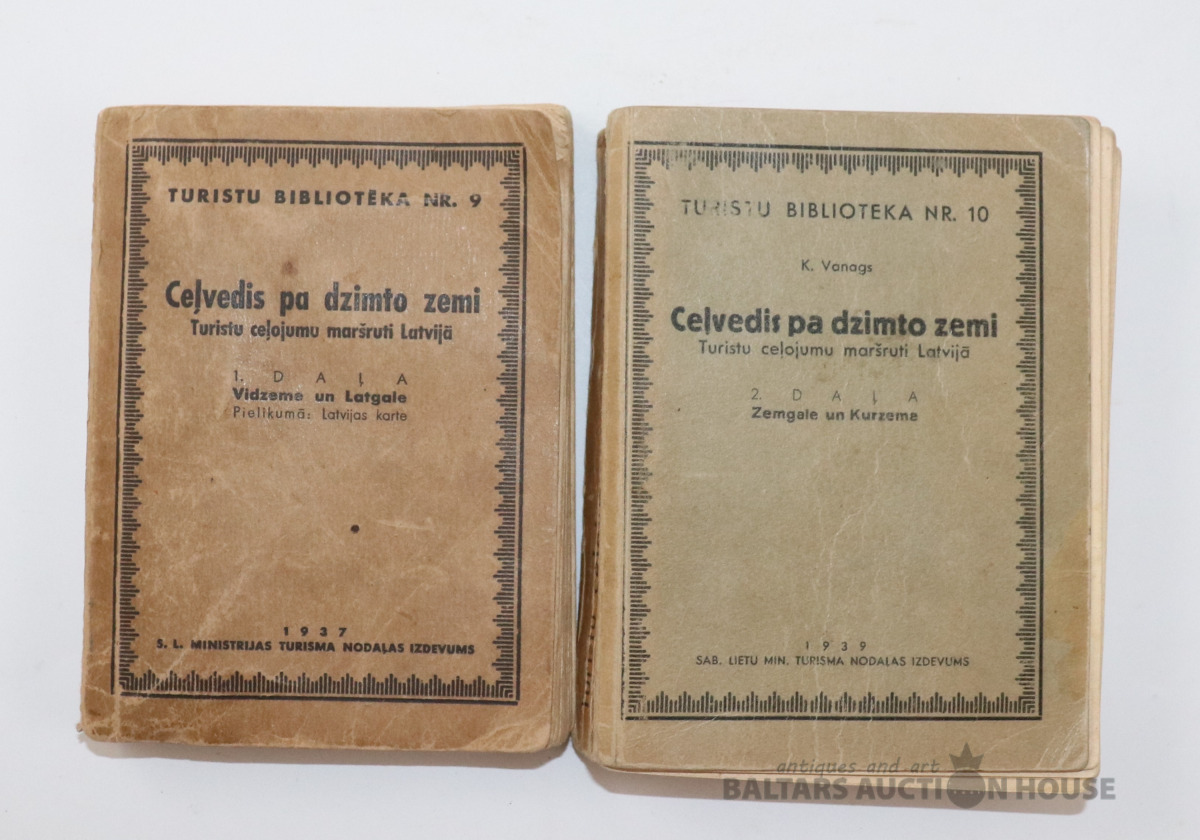 TURISTU BIBLIOTĒKA NR. 9
Ceļvedis pa dzimto zemi
Turistu ceļojumu maršruti Latvijā
1. DAĻA
Vidzeme un Latgale
Pielikumā: Latvijas karte
1937
S. L. MINISTRIJAS TURISMA NODAĻAS IZDEVUMS
TURISTU BIBLIOTEKA NR. 10
K. Vanags
Ceļvedis pa dzimto zemi
Turistu ceļojumu maršruti Latvijā
2. DAĻA
Zemgale un Kurzeme
1939
SAB. LIETU MIN. TURISMA NODAĻAS IZDEVUMS
antiques and art
BALTARS AUCTION HOUSE